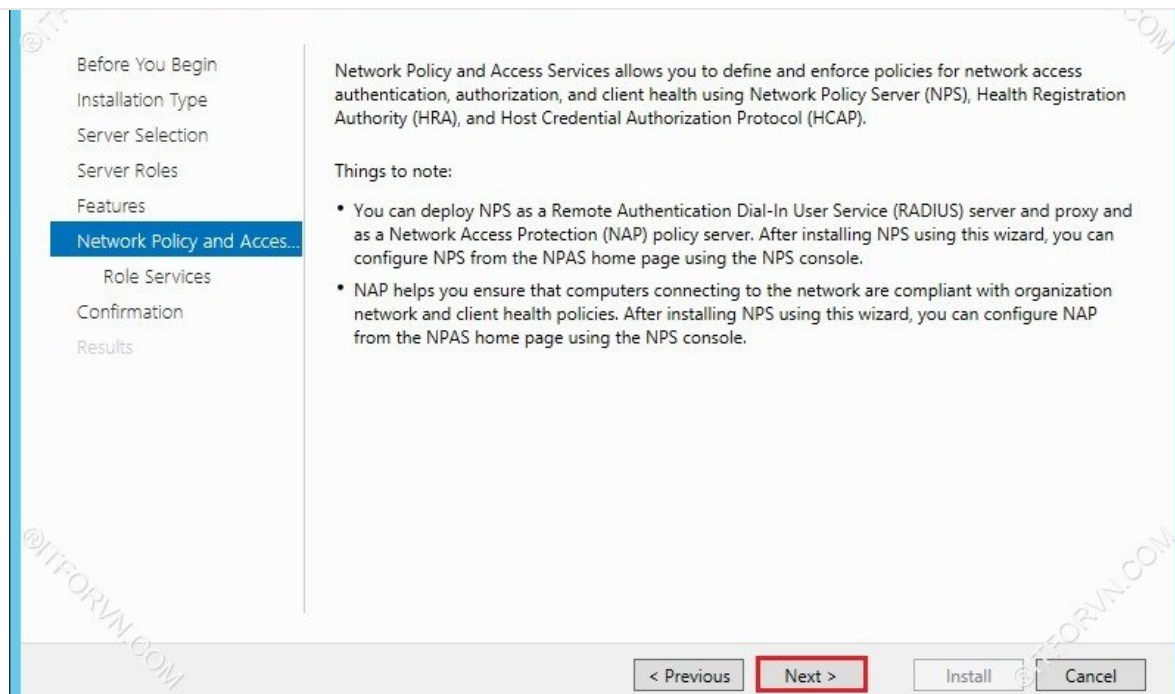 Before You Begin
Installation Type
Server Selection
Server Roles
Features
Network Policy and Acces...
Role Services
Confirmation
Results
Network Policy and Access Services allows you to define and enforce policies for network access
authentication, authorization, and client health using Network Policy Server (NPS), Health Registration
Authority (HRA), and Host Credential Authorization Protocol (HCAP).
Things to note:
• You can deploy NPS as a Remote Authentication Dial-In User Service (RADIUS) server and proxy and
as a Network Access Protection (NAP) policy server. After installing NPS using this wizard, you can
configure NPS from the NPAS home page using the NPS console.
• NAP helps you ensure that computers connecting to the network are compliant with organization
network and client health policies. After installing NPS using this wizard, you can configure NAP
from the NPAS home page using the NPS console.
< Previous
Next >
Install
Cancel
®ITFORVN.COM